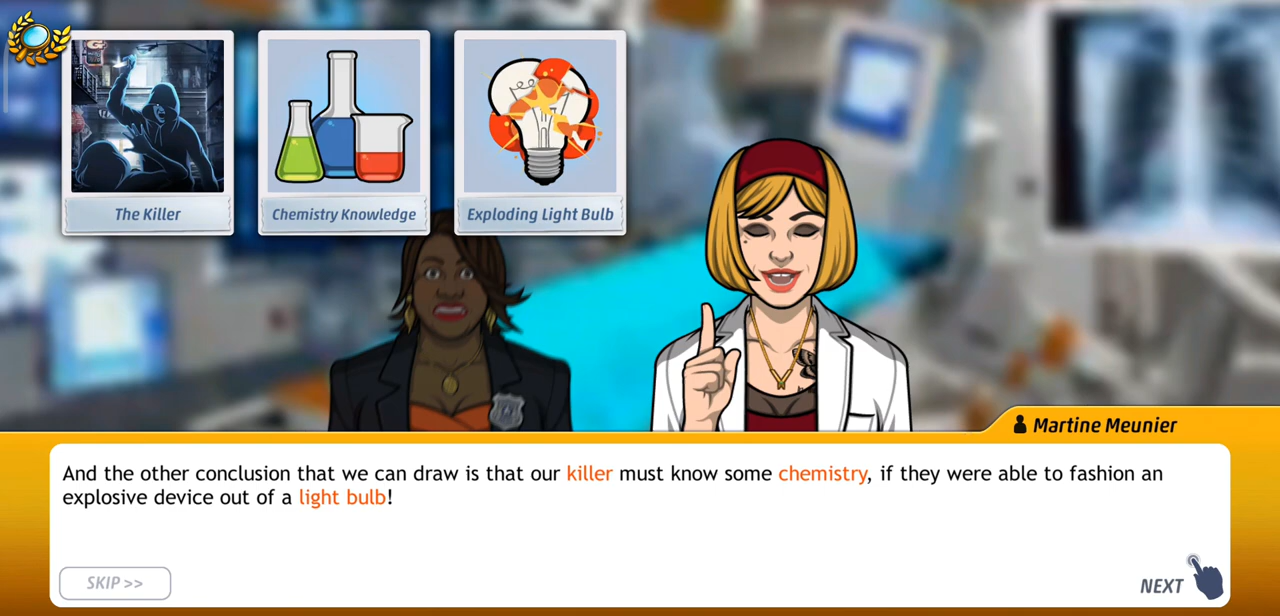 The Killer
Chemistry Knowledge
Exploding Light Bulb
Martine Meunier
And the other conclusion that we can draw is that our killer must know some chemistry, if they were able to fashion an
explosive device out of a light bulb!
SKIP >>
NEXT